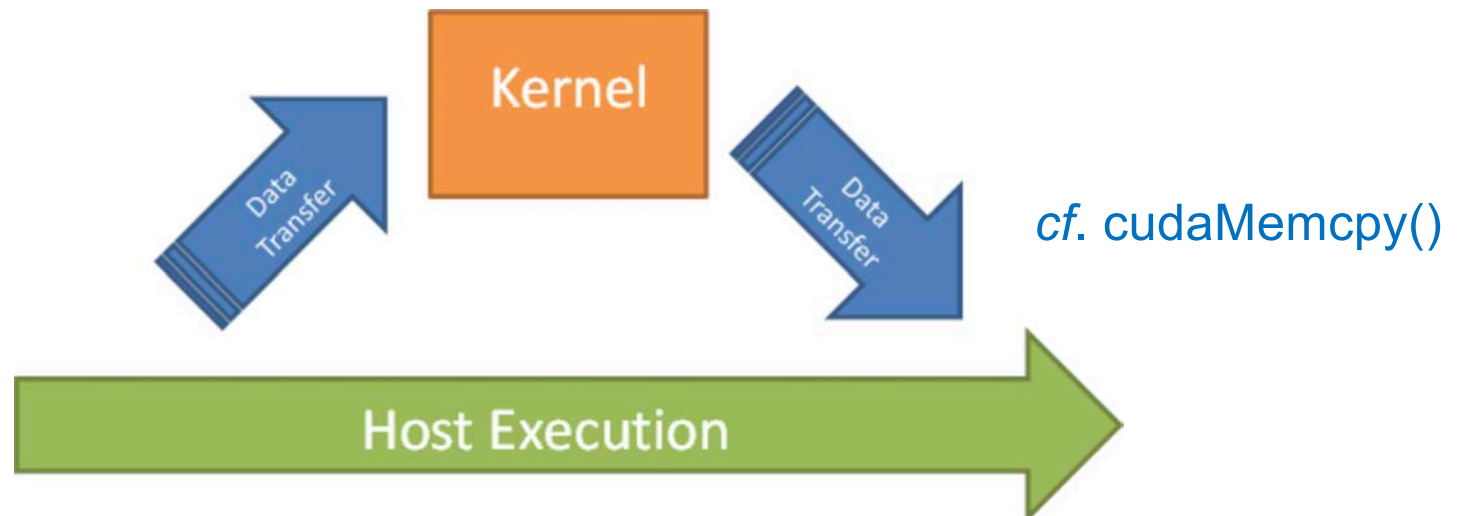 Kernel
Data
Transfer
Data
Transfer
cf. cudaMemcpy()
Host Execution